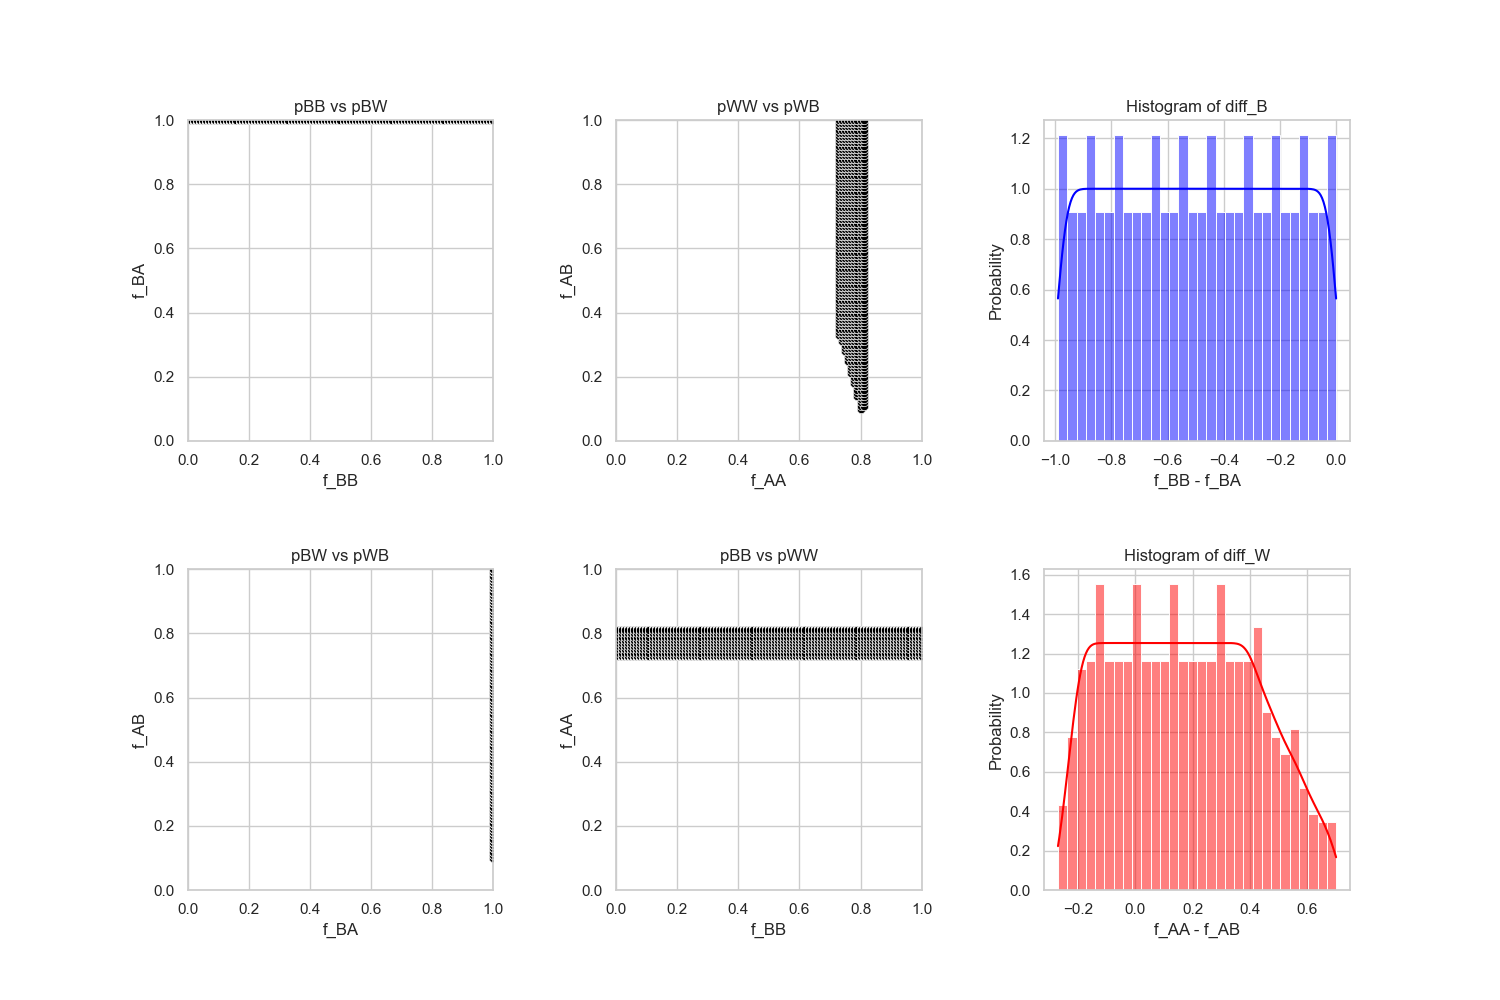 pBB vs pBW
1.0
0.8
0.6
0.4
0.2
0.0
f_BA
0.0 0.2 0.4 0.6 0.8 1.0
f_BB
pWW vs pWB
1.0
0.8
0.6
0.4
0.2
0.0
f_AB
0.0 0.2 0.4 0.6 0.8 1.0
f_AA
Histogram of diff_B
1.2
1.0
0.8
0.6
0.4
0.2
0.0
Probability
−1.0 −0.8 −0.6 −0.4 −0.2 0.0
f_BB - f_BA
pBW vs pWB
1.0
0.8
0.6
0.4
0.2
0.0
f_AB
0.0 0.2 0.4 0.6 0.8 1.0
f_BA
pBB vs pWW
1.0
0.8
0.6
0.4
0.2
0.0
f_AA
0.0 0.2 0.4 0.6 0.8 1.0
f_BB
Histogram of diff_W
1.6
1.4
1.2
1.0
0.8
0.6
0.4
0.2
0.0
Probability
−0.2 0.0 0.2 0.4 0.6
f_AA - f_AB